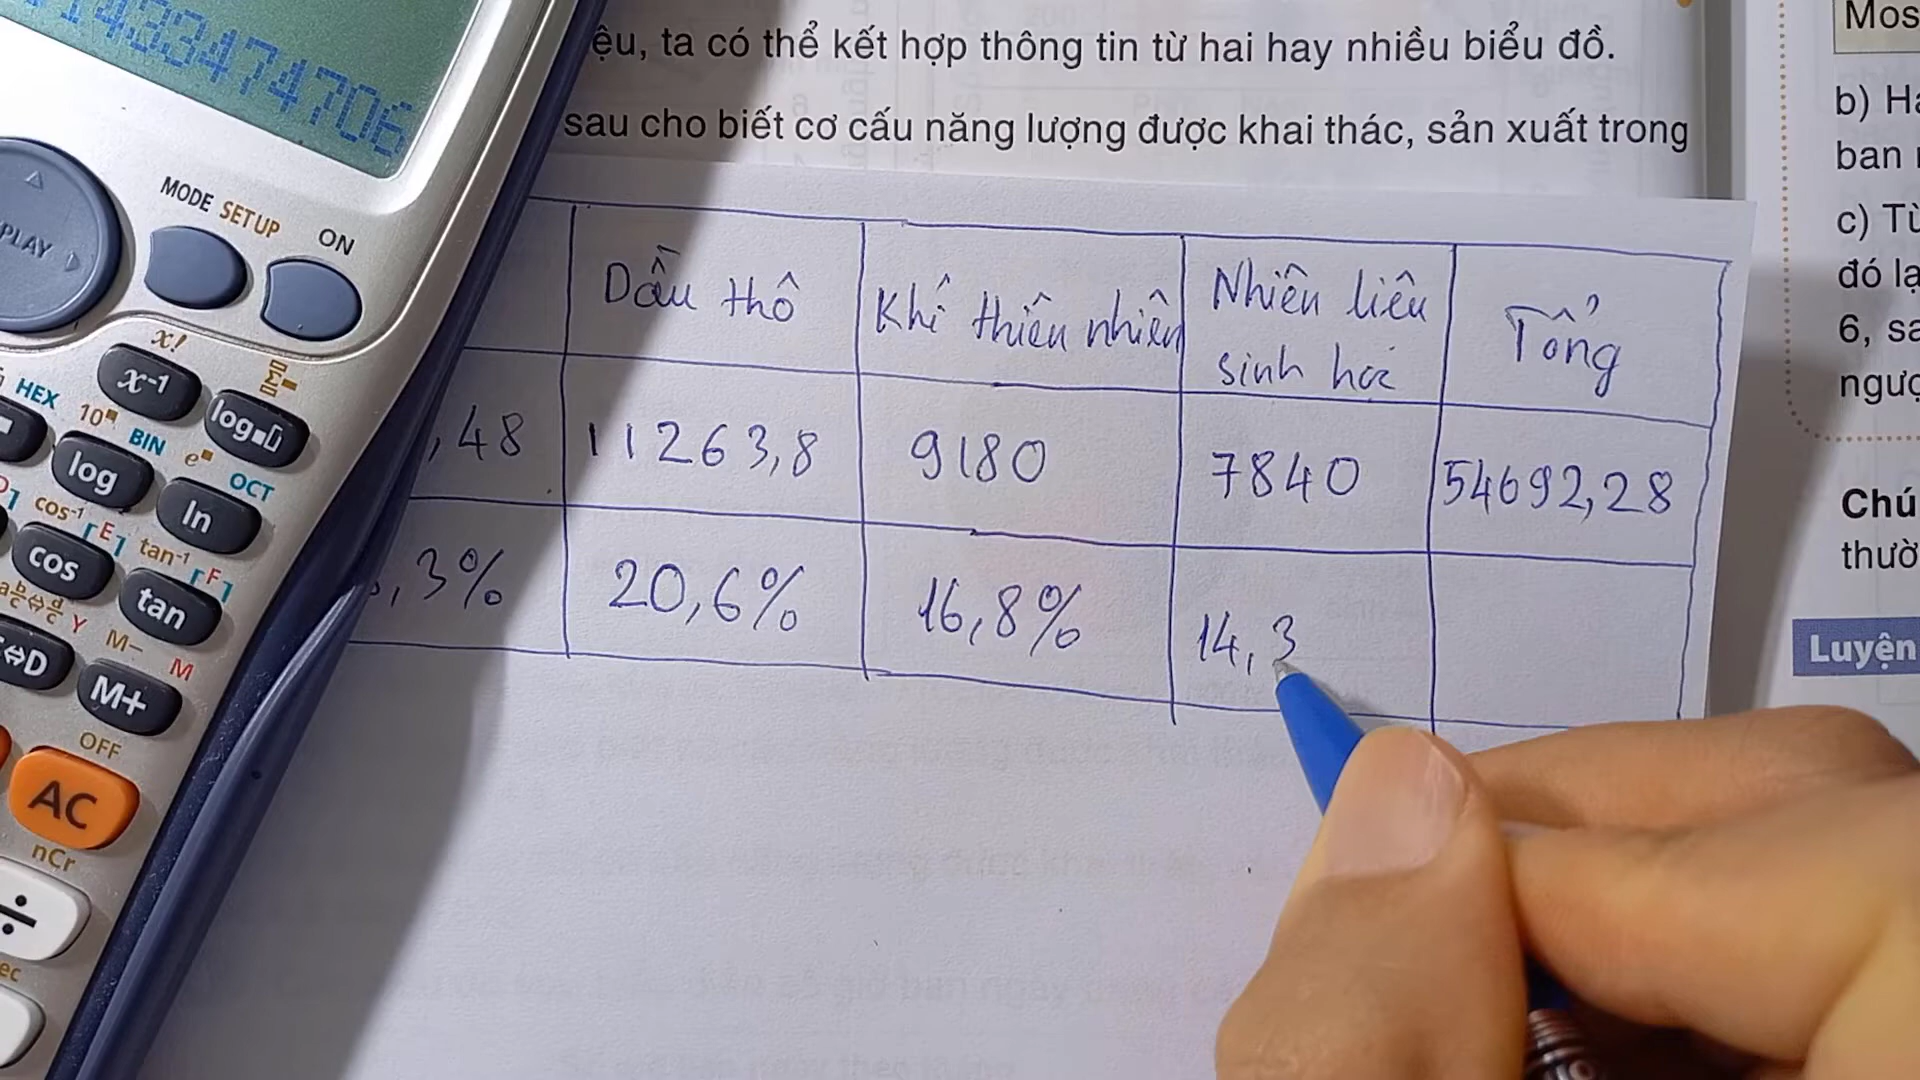 1433474706
PLAY
MODE SETUP
ON
x!
HEX
x-1
10
log
BIN
e
OCT
log
ln
cos-1
[E]
tan-1
[F]
cos
tan
Y
M-
M
⇔D
M+
OFF
AC
nCr
÷
ệu, ta có thể kết hợp thông tin từ hai hay nhiều biểu đồ.
sau cho biết cơ cấu năng lượng được khai thác, sản xuất trong
Dầu thô
Khí thiên nhiên
Nhiên liệu
sinh học
Tổng
,48
11263,8
9180
7840
54692,28
,3%
20,6%
16,8%
14,3
Mos
b) Hã
ban
c) Từ
đó lạ
6, sa
ngượ
Chú
thườ
Luyện